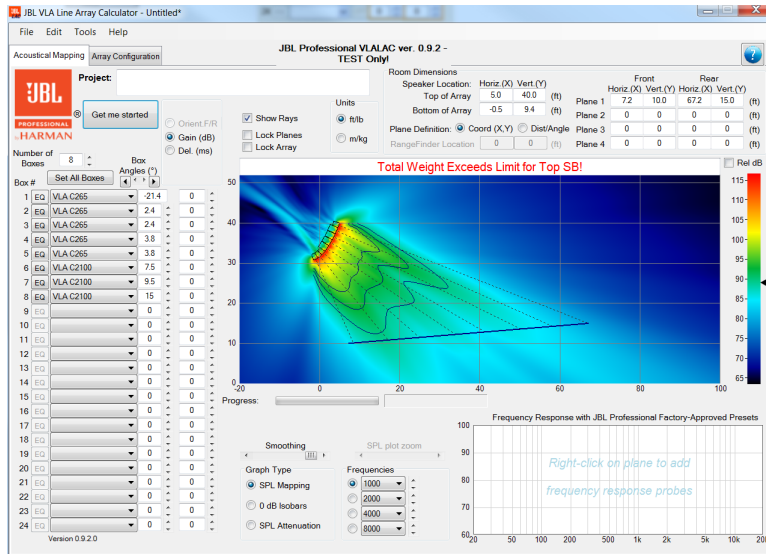 JBL VLA Line Array Calculator - Untitled*
File Edit Tools Help
Acoustical Mapping Array Configuration
JBL Professional VLALAC ver. 0.9.2 -
TEST Only!
?
JBL
PROFESSIONAL
by HARMAN
®
Project:
Get me started
Orient.F/R
Gain (dB)
Del. (ms)
Show Rays
Lock Planes
Lock Array
Units
ft/lb
m/kg
Room Dimensions
Speaker Location: Horiz.(X) Vert.(Y)
Top of Array 5.0 40.0 (ft)
Bottom of Array -0.5 9.4 (ft)
Plane Definition: Coord (X,Y) Dist/Angle
RangeFinder Location 0 0 (ft)
Front Rear
Horiz.(X) Vert.(Y) Horiz.(X) Vert.(Y)
Plane 1 7.2 10.0 67.2 15.0 (ft)
Plane 2 0 0 0 0 (ft)
Plane 3 0 0 0 0 (ft)
Plane 4 0 0 0 0 (ft)
Number of
Boxes 8
Box
Angles (°)
Set All Boxes
Box #
1 EQ VLA C265 -21.4 0
2 EQ VLA C265 2.4 0
3 EQ VLA C265 2.4 0
4 EQ VLA C265 3.8 0
5 EQ VLA C265 3.8 0
6 EQ VLA C2100 7.5 0
7 EQ VLA C2100 9.5 0
8 EQ VLA C2100 15 0
9 EQ 0 0
10 EQ 0 0
11 EQ 0 0
12 EQ 0 0
13 EQ 0 0
14 EQ 0 0
15 EQ 0 0
16 EQ 0 0
17 EQ 0 0
18 EQ 0 0
19 EQ 0 0
20 EQ 0 0
21 EQ 0 0
22 EQ 0 0
23 EQ 0 0
24 EQ 0 0
Version 0.9.2.0
Total Weight Exceeds Limit for Top SB!
Rel dB
50
40
30
20
10
0
-20 0 20 40 60 80 100
115-
110-
105-
100-
95-
90-
85-
80-
75-
70-
65-
Progress:
Smoothing
SPL plot zoom
Graph Type
SPL Mapping
0 dB Isobars
SPL Attenuation
Frequencies
1000
2000
4000
8000
Frequency Response with JBL Professional Factory-Approved Presets
100
90
80
70
60
Right-click on plane to add
frequency response probes
20 50 100 200 500 1k 2k 5k 10k 20